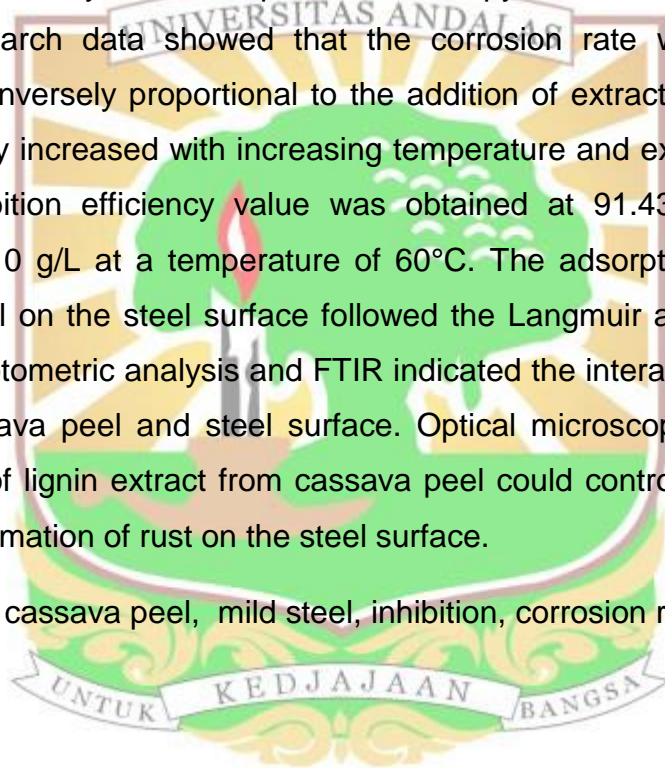 UNIVERSITAS ANDALAS
arch data showed that the corrosion rate w
nversely proportional to the addition of extract
y increased with increasing temperature and ex
bition efficiency value was obtained at 91.43
0 g/L at a temperature of 60°C. The adsorpt
l on the steel surface followed the Langmuir a
otometric analysis and FTIR indicated the intera
ava peel and steel surface. Optical microscop
of lignin extract from cassava peel could contro
rmation of rust on the steel surface.
cassava peel, mild steel, inhibition, corrosion r
UNTUK KEDJAJAAN BANGSA